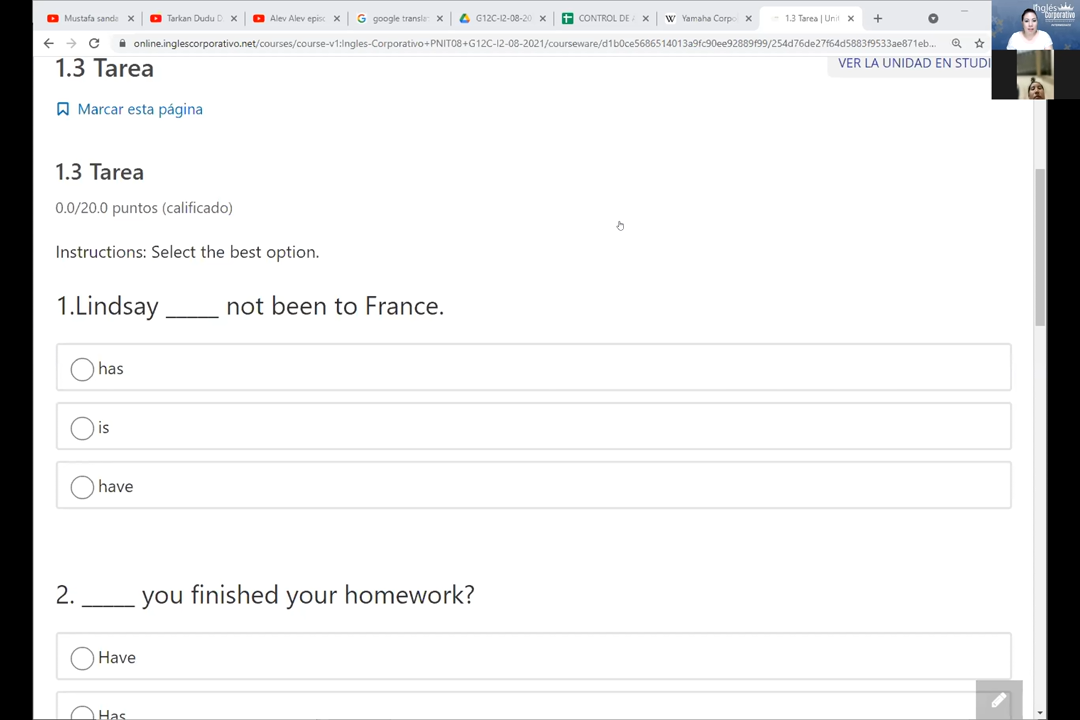 Mustafa sanda
Tarkan Dudu D
Alev Alev episo
google transla
G12C-I2-08-20
CONTROL DE A
Yamaha Corpo
1.3 Tarea | Uni
online.inglescorporativo.net/courses/course-v1:Ingles-Corporativo+PNIT08+G12C-I2-08-2021/courseware/d1b0ce5686514013a9fc90ee92889f99/254d76de27f64d5883f9533ae871eb...
Inglés
Corporativo
1.3 Tarea
VER LA UNIDAD EN STUDI
Marcar esta página
1.3 Tarea
0.0/20.0 puntos (calificado)
Instructions: Select the best option.
1.Lindsay _____ not been to France.
has
is
have
2. _____ you finished your homework?
Have
Has